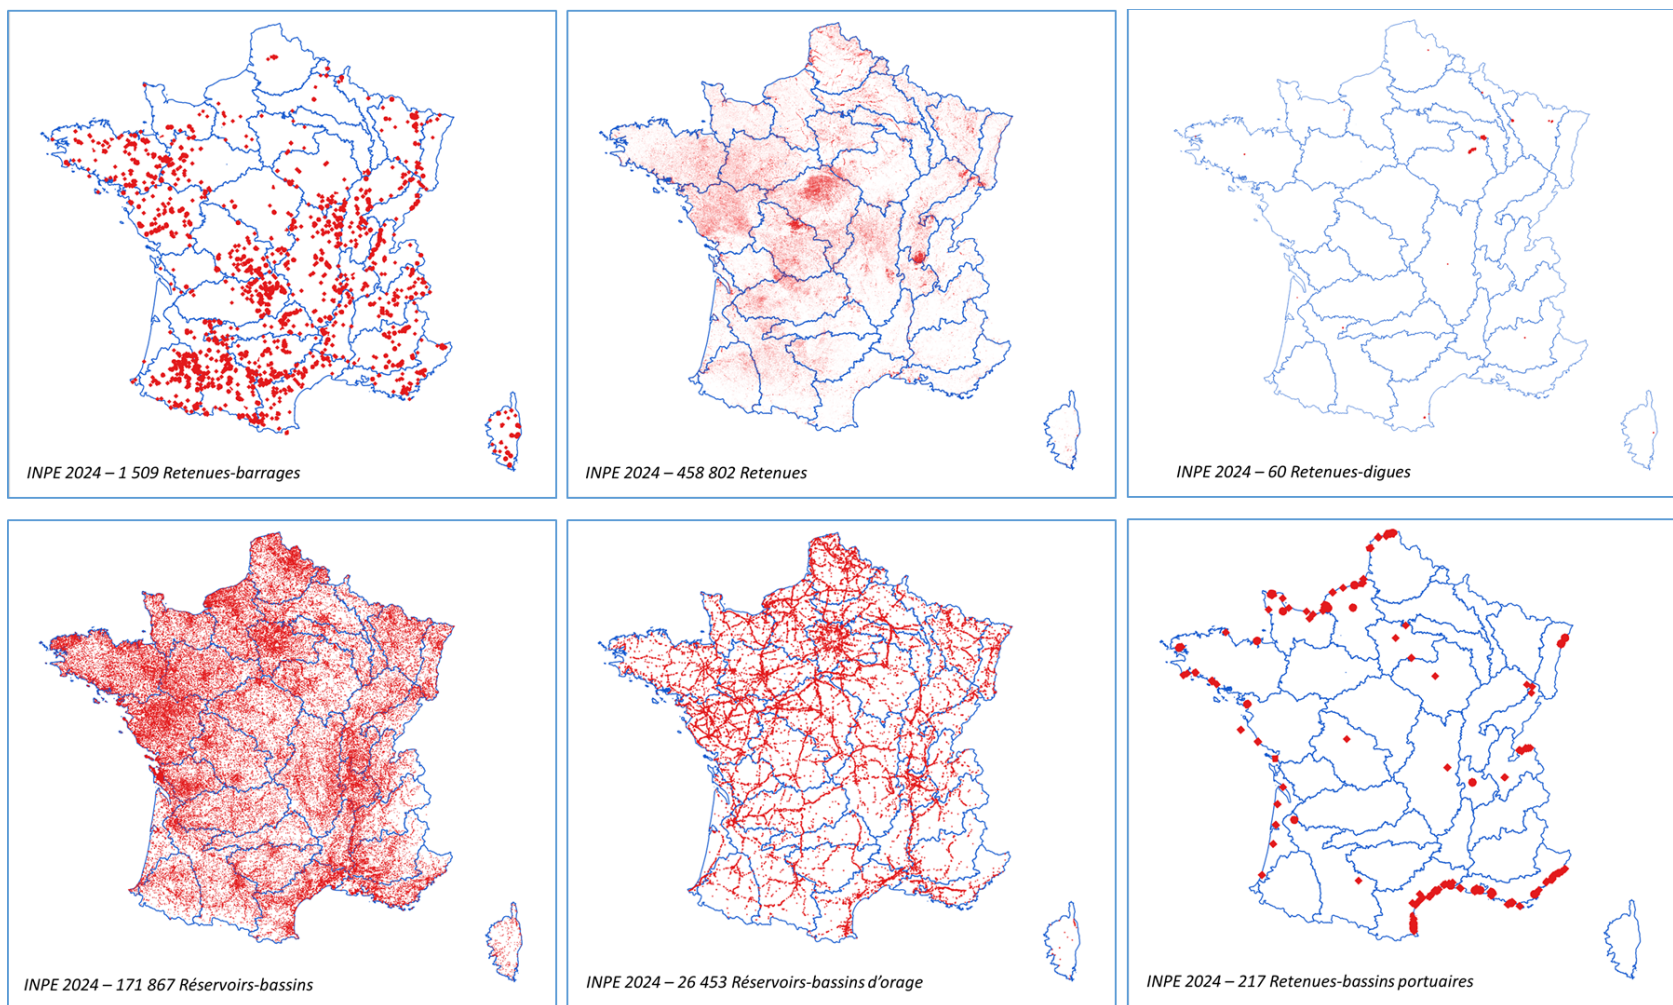 INPE 2024 – 1 509 Retenues-barrages
INPE 2024 – 458 802 Retenues
INPE 2024 – 60 Retenues-digues
INPE 2024 – 171 867 Réservoirs-bassins
INPE 2024 – 26 453 Réservoirs-bassins d'orage
INPE 2024 – 217 Retenues-bassins portuaires